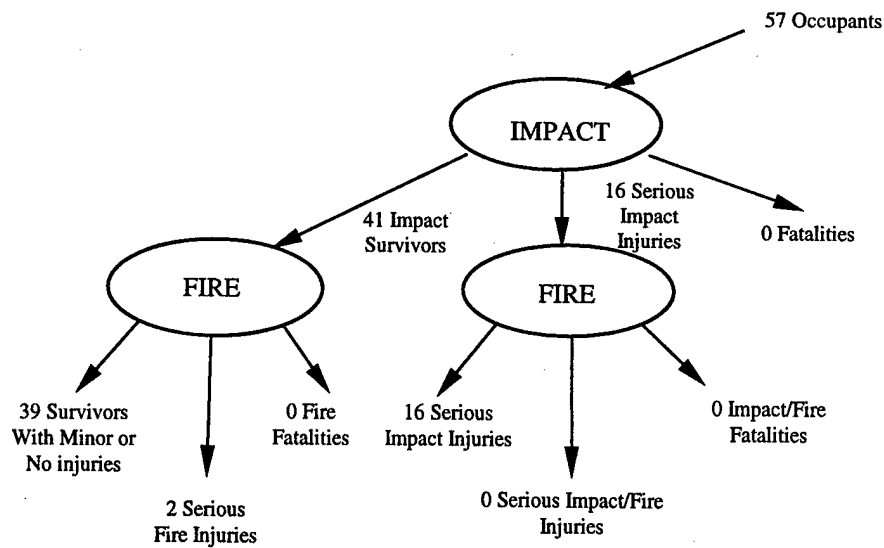 57 Occupants
IMPACT
41 Impact
Survivors
16 Serious
Impact
Injuries
0 Fatalities
FIRE
FIRE
39 Survivors
With Minor or
No injuries
0 Fire
Fatalities
16 Serious
Impact Injuries
0 Impact/Fire
Fatalities
2 Serious
Fire Injuries
0 Serious Impact/Fire
Injuries